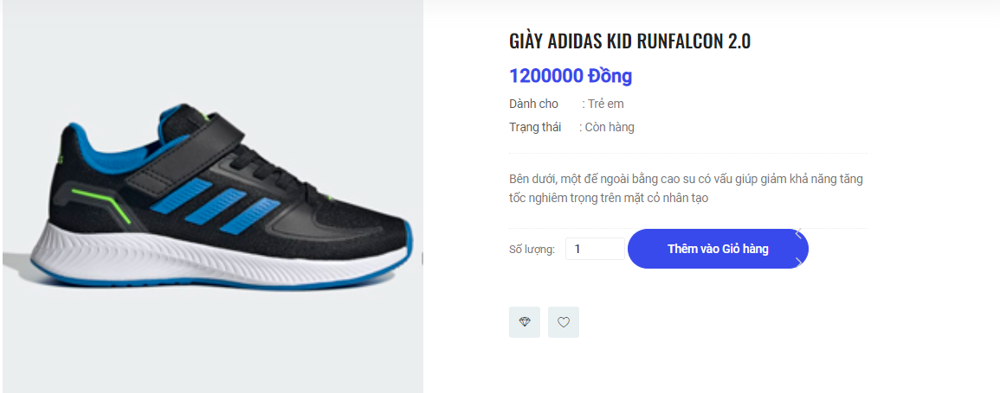 GIÀY ADIDAS KID RUNFALCON 2.0
1200000 Đồng
Dành cho : Trẻ em
Trạng thái : Còn hàng
Bên dưới, một đế ngoài bằng cao su có vấu giúp giảm khả năng tăng
tốc nghiêm trọng trên mặt cỏ nhân tạo
Số lượng: 1 Thêm vào Giỏ hàng